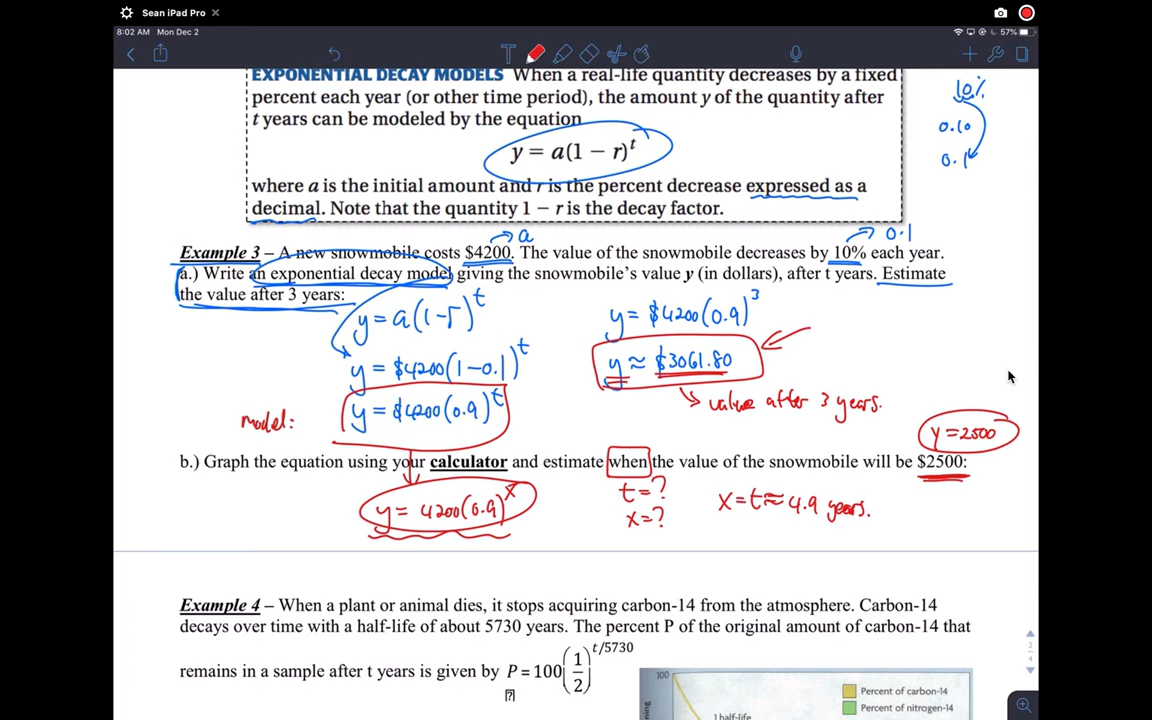 Sean iPad Pro ×
8:02 AM Mon Dec 2
57%
EXPONENTIAL DECAY MODELS When a real-life quantity decreases by a fixed
percent each year (or other time period), the amount y of the quantity after
t years can be modeled by the equation
y = a(1 − r)^t
where a is the initial amount and r is the percent decrease expressed as a
decimal. Note that the quantity 1 − r is the decay factor.
10%
0.10
0.1
a
0.1
Example 3 – A new snowmobile costs $4200. The value of the snowmobile decreases by 10% each year.
a.) Write an exponential decay model giving the snowmobile's value y (in dollars), after t years. Estimate
the value after 3 years:
y = a(1-r)^t
y = $4200(1-0.1)^t
model: y = $4200(0.9)^t
y = $4200(0.9)^3
y ≈ $3061.80
value after 3 years.
y = 2500
b.) Graph the equation using your calculator and estimate when the value of the snowmobile will be $2500:
y = 4200(0.9)^x
t = ?
x = ?
x = t ≈ 4.9 years.
Example 4 – When a plant or animal dies, it stops acquiring carbon-14 from the atmosphere. Carbon-14
decays over time with a half-life of about 5730 years. The percent P of the original amount of carbon-14 that
remains in a sample after t years is given by P = 100(1/2)^t/5730
?
100
Percent of carbon-14
Percent of nitrogen-14
1 half-life